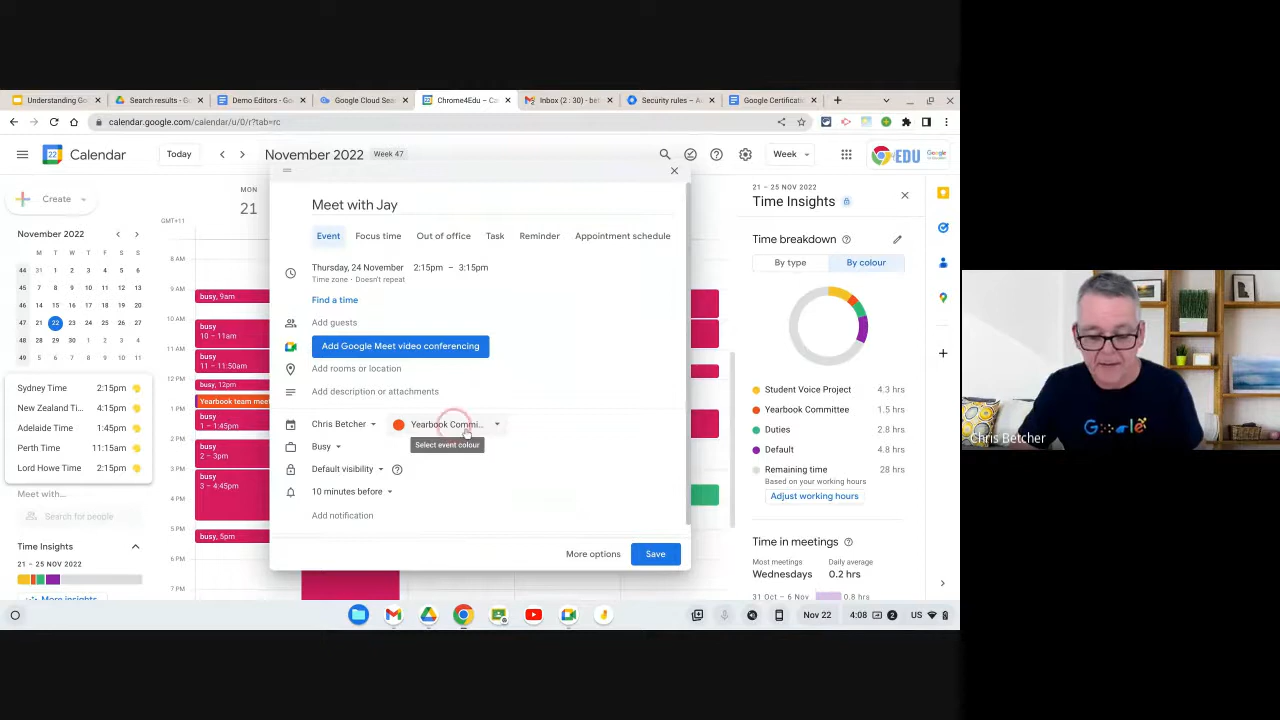 Understanding Go
Search results - Go
Demo Editors - Go
Google Cloud Sea
Chrome4Edu – Ca
Inbox (2 : 30) - be
Security rules – A
Google Certificati
calendar.google.com/calendar/u/0/r?tab=rc
22
Calendar
Today
November 2022
Week 47
Week
EDU
Google
Create
MON
21
GMT+11
November 2022
M T W T F S S
44 31 1 2 3 4 5 6
45 7 8 9 10 11 12 13
46 14 15 16 17 18 19 20
47 21 22 23 24 25 26 27
48 28 29 30 1 2 3 4
49 5 6 7 8 9 10 11
Sydney Time 2:15pm
New Zealand Ti... 4:15pm
Adelaide Time 1:45pm
Perth Time 11:15am
Lord Howe Time 2:15pm
Meet with...
Search for people
Time Insights
21 – 25 NOV 2022
More insights
8 AM
9 AM
10 AM
11 AM
12 PM
1 PM
2 PM
3 PM
4 PM
5 PM
6 PM
7 PM
busy, 9am
busy
10 – 11am
busy
11 – 11:50am
busy, 12pm
Yearbook team meet
busy
1 – 1:45pm
busy
2 – 3pm
busy
3 – 4:45pm
busy, 5pm
Meet with Jay
Event
Focus time
Out of office
Task
Reminder
Appointment schedule
Thursday, 24 November 2:15pm – 3:15pm
Time zone · Doesn't repeat
Find a time
Add guests
Add Google Meet video conferencing
Add rooms or location
Add description or attachments
Chris Betcher
Yearbook Commi...
Select event colour
Busy
Default visibility
10 minutes before
Add notification
More options
Save
21 – 25 NOV 2022
Time Insights
Time breakdown
By type
By colour
Student Voice Project 4.3 hrs
Yearbook Committee 1.5 hrs
Duties 2.8 hrs
Default 4.8 hrs
Remaining time 28 hrs
Based on your working hours
Adjust working hours
Time in meetings
Most meetings
Wednesdays
Daily average
0.2 hr
31 Oct – 6 Nov
0.8 hrs
Nov 22
4:08
2
US
Google
Chris Betcher